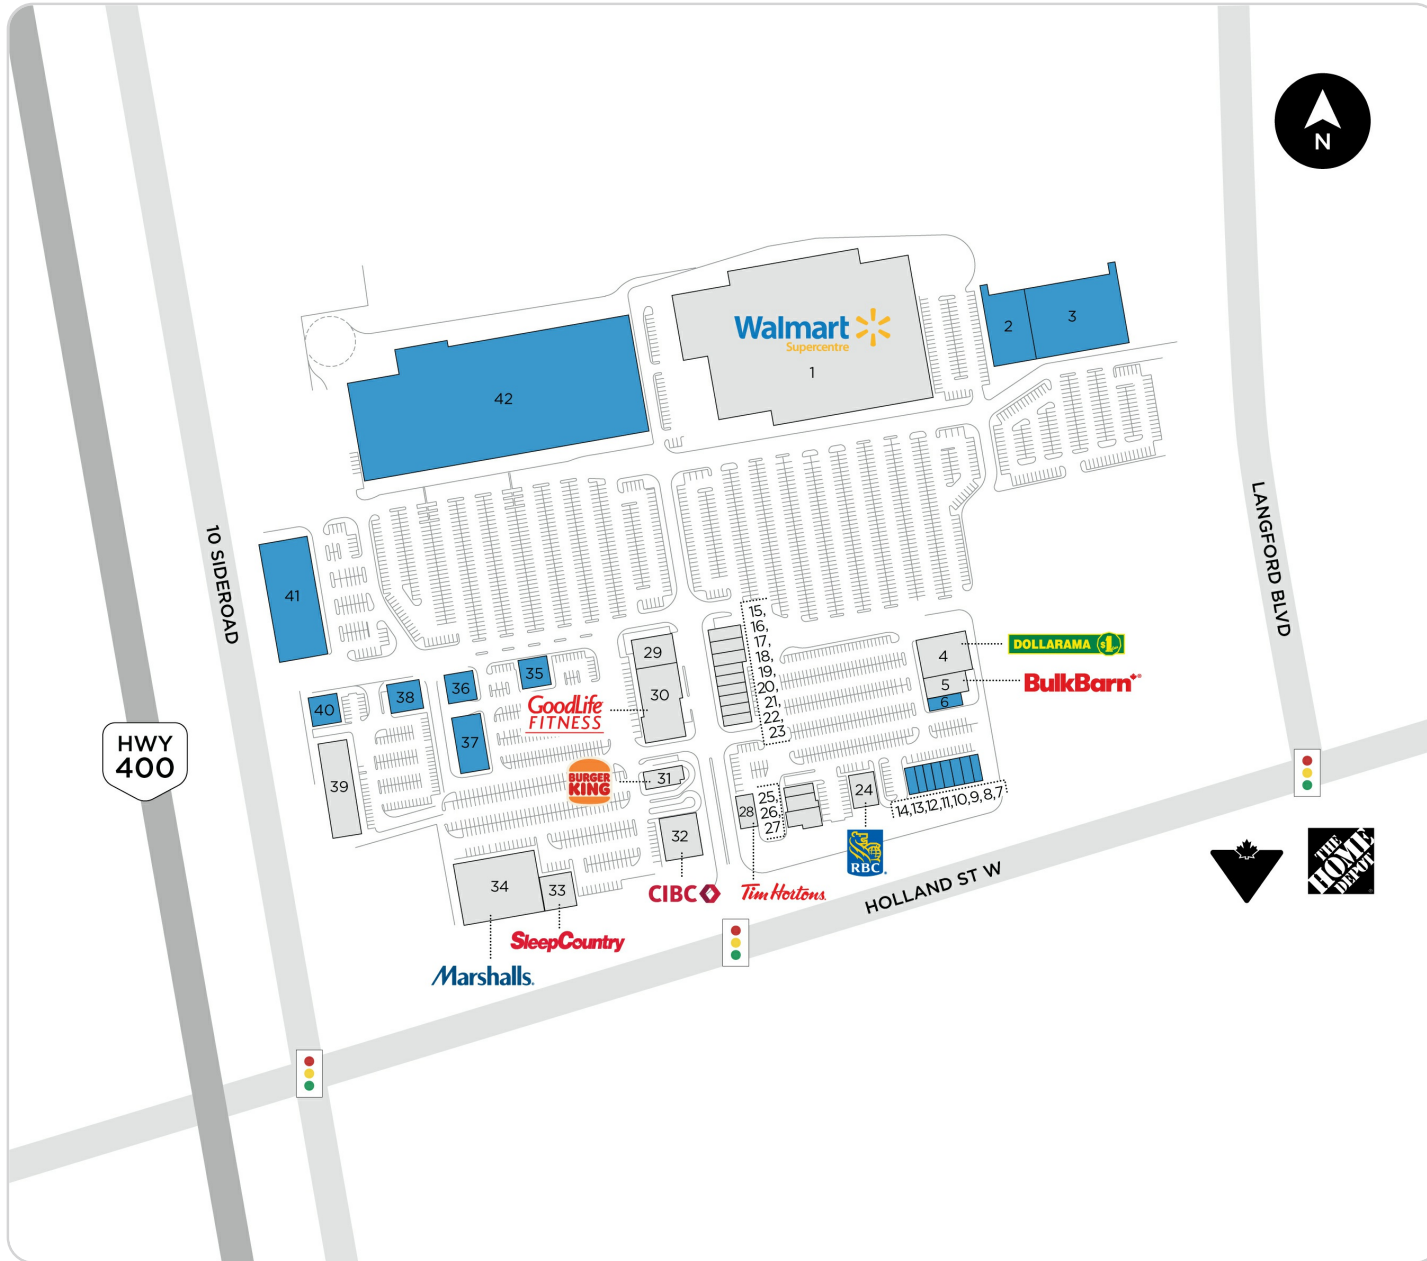 N
Walmart
Supercentre
1
2
3
42
10 SIDEROAD
LANGFORD BLVD
41
15,
16,
17,
18,
19,
20,
21,
22,
23
29
30
GoodLife
FITNESS
4
DOLLARAMA $1
5
BulkBarn
6
35
36
38
40
37
HWY
400
39
BURGER
KING
31
28
25,
26,
27
24
14,13,12,11,10,9,8,7
RBC
32
CIBC
Tim Hortons.
34
33
SleepCountry
Marshalls.
HOLLAND ST W
THE
HOME
DEPOT